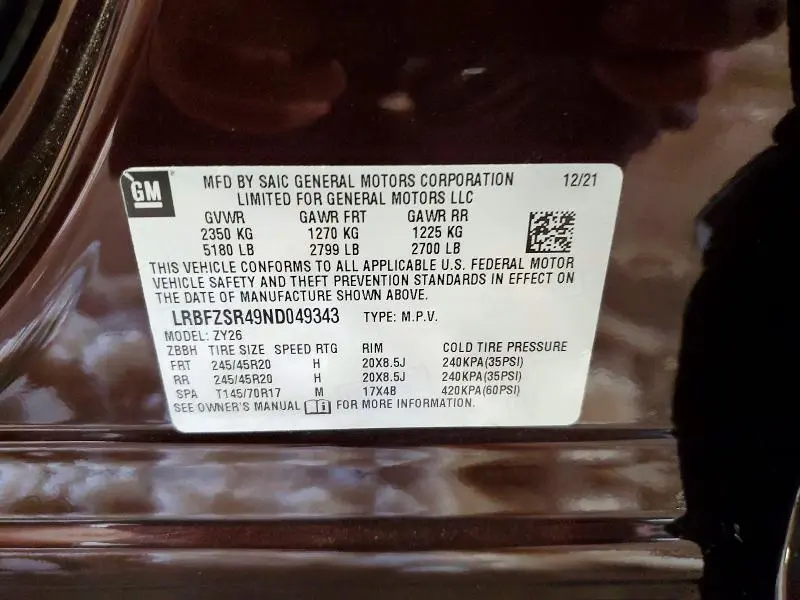 GM MFD BY SAIC GENERAL MOTORS CORPORATION 12/21
LIMITED FOR GENERAL MOTORS LLC
GVWR GAWR FRT GAWR RR
2350 KG 1270 KG 1225 KG
5180 LB 2799 LB 2700 LB
THIS VEHICLE CONFORMS TO ALL APPLICABLE U.S. FEDERAL MOTOR
VEHICLE SAFETY AND THEFT PREVENTION STANDARDS IN EFFECT ON
THE DATE OF MANUFACTURE SHOWN ABOVE.
LRBFZSR49ND049343 TYPE: M.P.V.
MODEL: ZY26
ZBBH TIRE SIZE SPEED RTG RIM COLD TIRE PRESSURE
FRT 245/45R20 H 20X8.5J 240KPA(35PSI)
RR 245/45R20 H 20X8.5J 240KPA(35PSI)
SPA T145/70R17 M 17X4B 420KPA(60PSI)
SEE OWNER'S MANUAL FOR MORE INFORMATION.